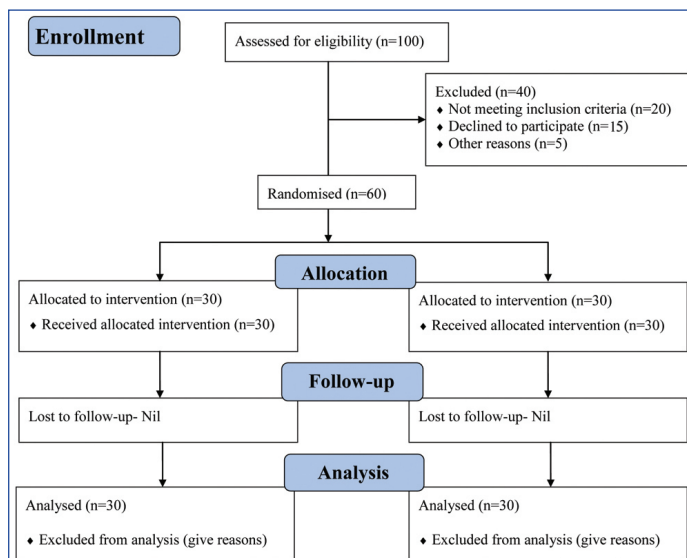 Enrollment
Assessed for eligibility (n=100)
Excluded (n=40)
♦ Not meeting inclusion criteria (n=20)
♦ Declined to participate (n=15)
♦ Other reasons (n=5)
Randomised (n=60)
Allocation
Allocated to intervention (n=30)
♦ Received allocated intervention (n=30)
Allocated to intervention (n=30)
♦ Received allocated intervention (n=30)
Follow-up
Lost to follow-up- Nil
Lost to follow-up- Nil
Analysis
Analysed (n=30)
♦ Excluded from analysis (give reasons)
Analysed (n=30)
♦ Excluded from analysis (give reasons)